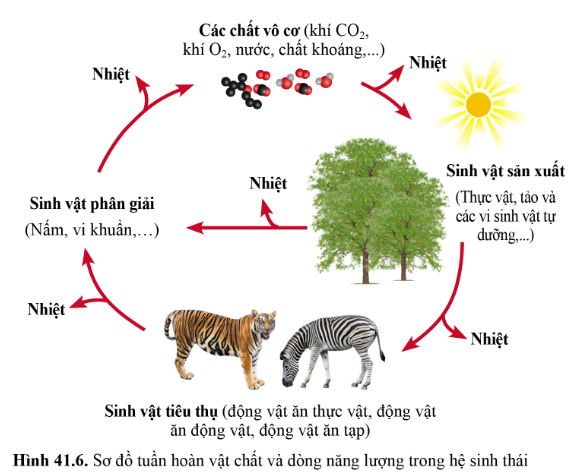 Các chất vô cơ (khí CO₂,
khí O₂, nước, chất khoáng,...)
Nhiệt
Nhiệt
Sinh vật sản xuất
(Thực vật, tảo và
các vi sinh vật tự
dưỡng,...)
Nhiệt
Sinh vật phân giải
(Nấm, vi khuẩn,…)
Nhiệt
Nhiệt
Sinh vật tiêu thụ (động vật ăn thực vật, động vật
ăn động vật, động vật ăn tạp)
Hình 41.6. Sơ đồ tuần hoàn vật chất và dòng năng lượng trong hệ sinh thái